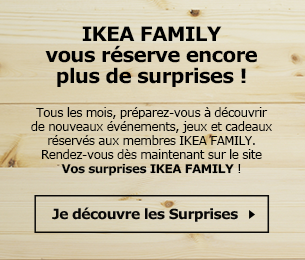 IKEA FAMILY
vous réserve encore
plus de surprises !
Tous les mois, préparez-vous à découvrir
de nouveaux événements, jeux et cadeaux
réservés aux membres IKEA FAMILY.
Rendez-vous dès maintenant sur le site
Vos surprises IKEA FAMILY !
Je découvre les Surprises